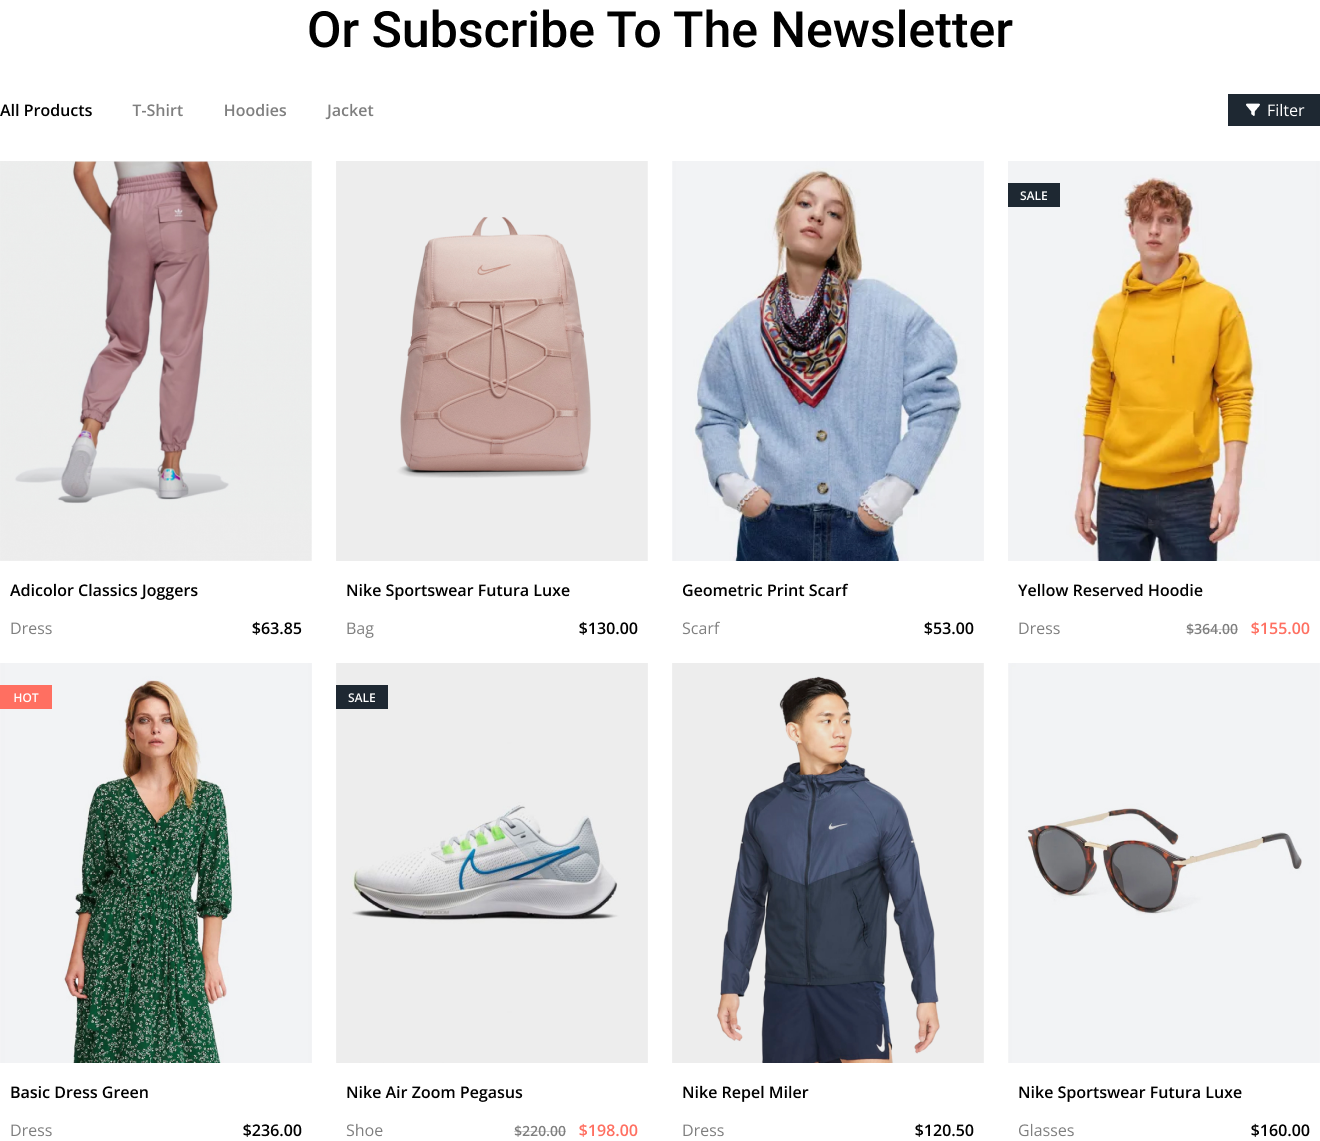 Or Subscribe To The Newsletter
All Products T-Shirt Hoodies Jacket Filter
SALE
Adicolor Classics Joggers
Dress $63.85
Nike Sportswear Futura Luxe
Bag $130.00
Geometric Print Scarf
Scarf $53.00
Yellow Reserved Hoodie
Dress $364.00 $155.00
HOT
SALE
Basic Dress Green
Dress $236.00
Nike Air Zoom Pegasus
Shoe $220.00 $198.00
Nike Repel Miler
Dress $120.50
Nike Sportswear Futura Luxe
Glasses $160.00